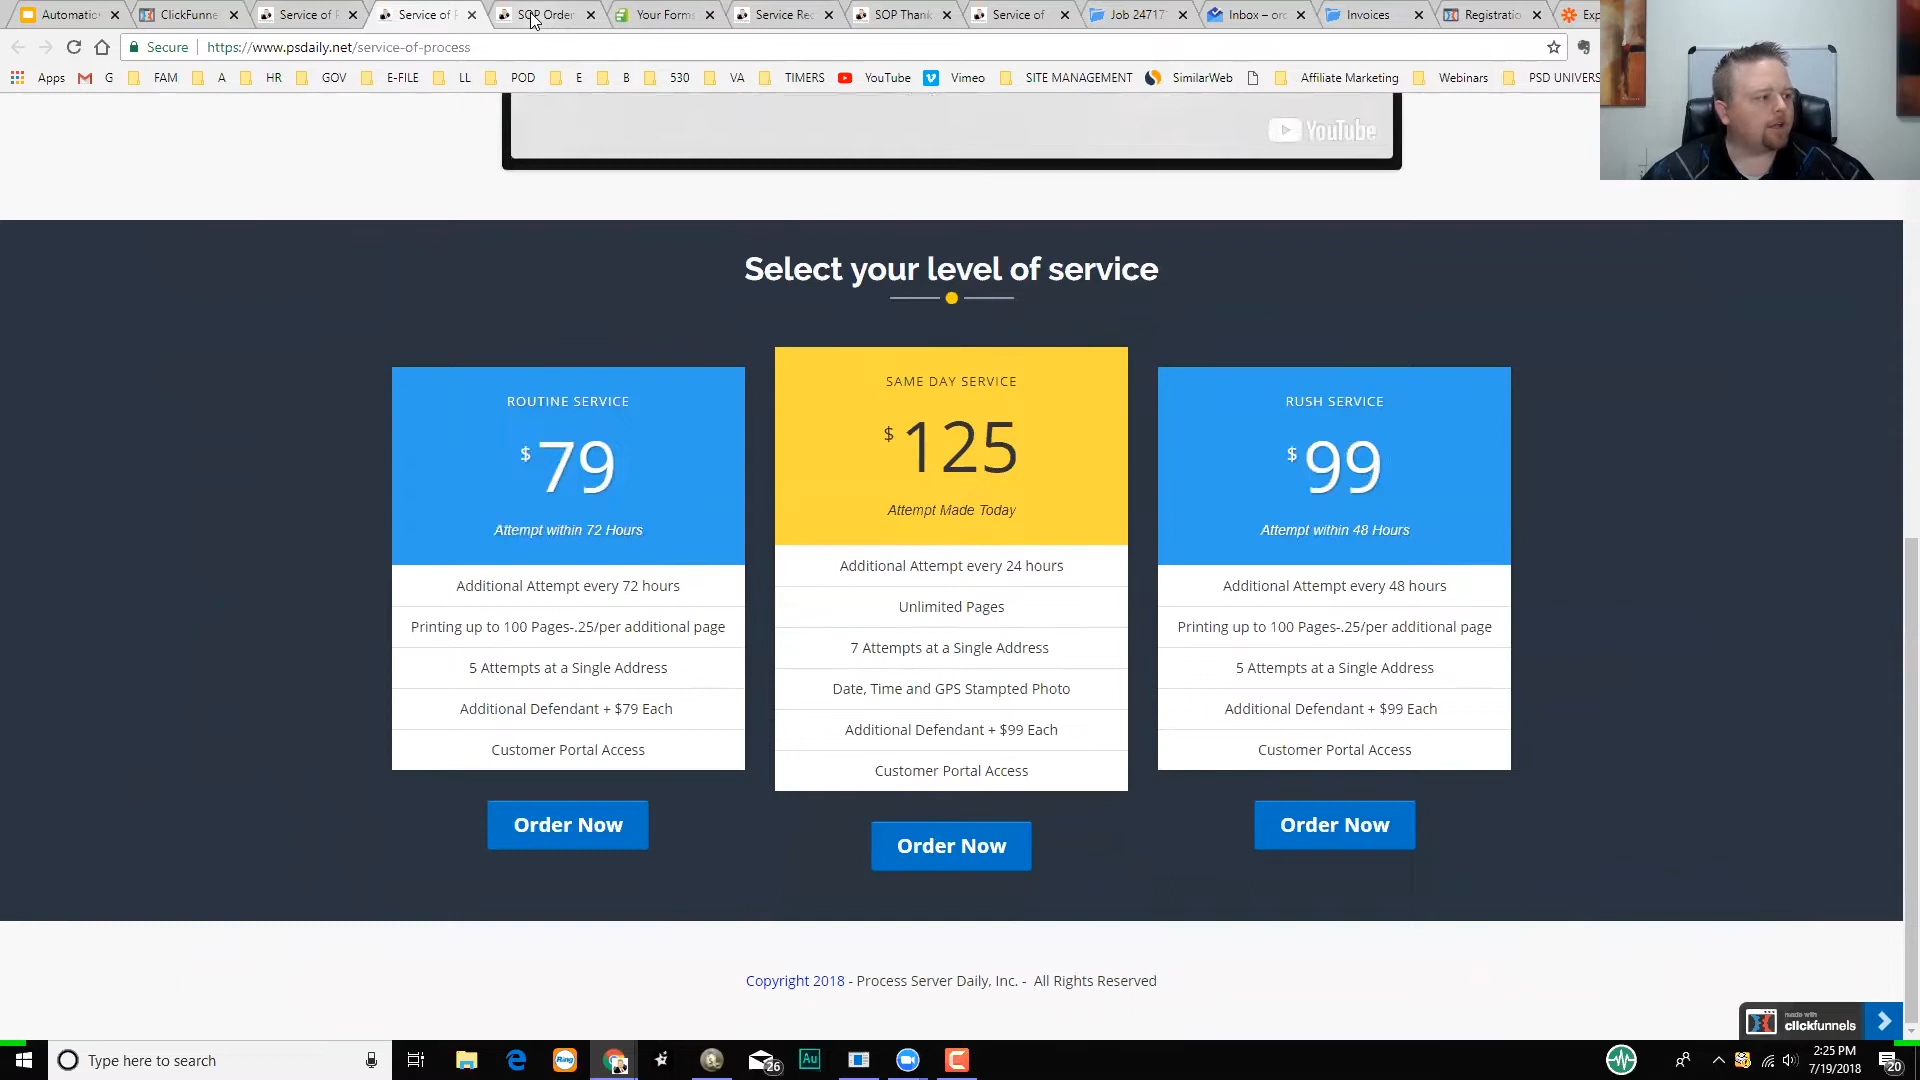 Automatio
ClickFunne
Service of P
Service of P
SOP Order
Your Forms
Service Rec
SOP Thank
Service of
Job 24717
Inbox – orc
Invoices
Registratio
Exp
Secure
https://www.psdaily.net/service-of-process
Apps
G
FAM
A
HR
GOV
E-FILE
LL
POD
E
B
530
VA
TIMERS
YouTube
Vimeo
SITE MANAGEMENT
SimilarWeb
Affiliate Marketing
Webinars
PSD UNIVERS
YouTube
Select your level of service
ROUTINE SERVICE
$ 79
Attempt within 72 Hours
Additional Attempt every 72 hours
Printing up to 100 Pages-.25/per additional page
5 Attempts at a Single Address
Additional Defendant + $79 Each
Customer Portal Access
Order Now
SAME DAY SERVICE
$ 125
Attempt Made Today
Additional Attempt every 24 hours
Unlimited Pages
7 Attempts at a Single Address
Date, Time and GPS Stampted Photo
Additional Defendant + $99 Each
Customer Portal Access
Order Now
RUSH SERVICE
$ 99
Attempt within 48 Hours
Additional Attempt every 48 hours
Printing up to 100 Pages-.25/per additional page
5 Attempts at a Single Address
Additional Defendant + $99 Each
Customer Portal Access
Order Now
Copyright 2018 - Process Server Daily, Inc. - All Rights Reserved
made with
clickfunnels
Type here to search
Ring
26
Au
2:25 PM
7/19/2018
20